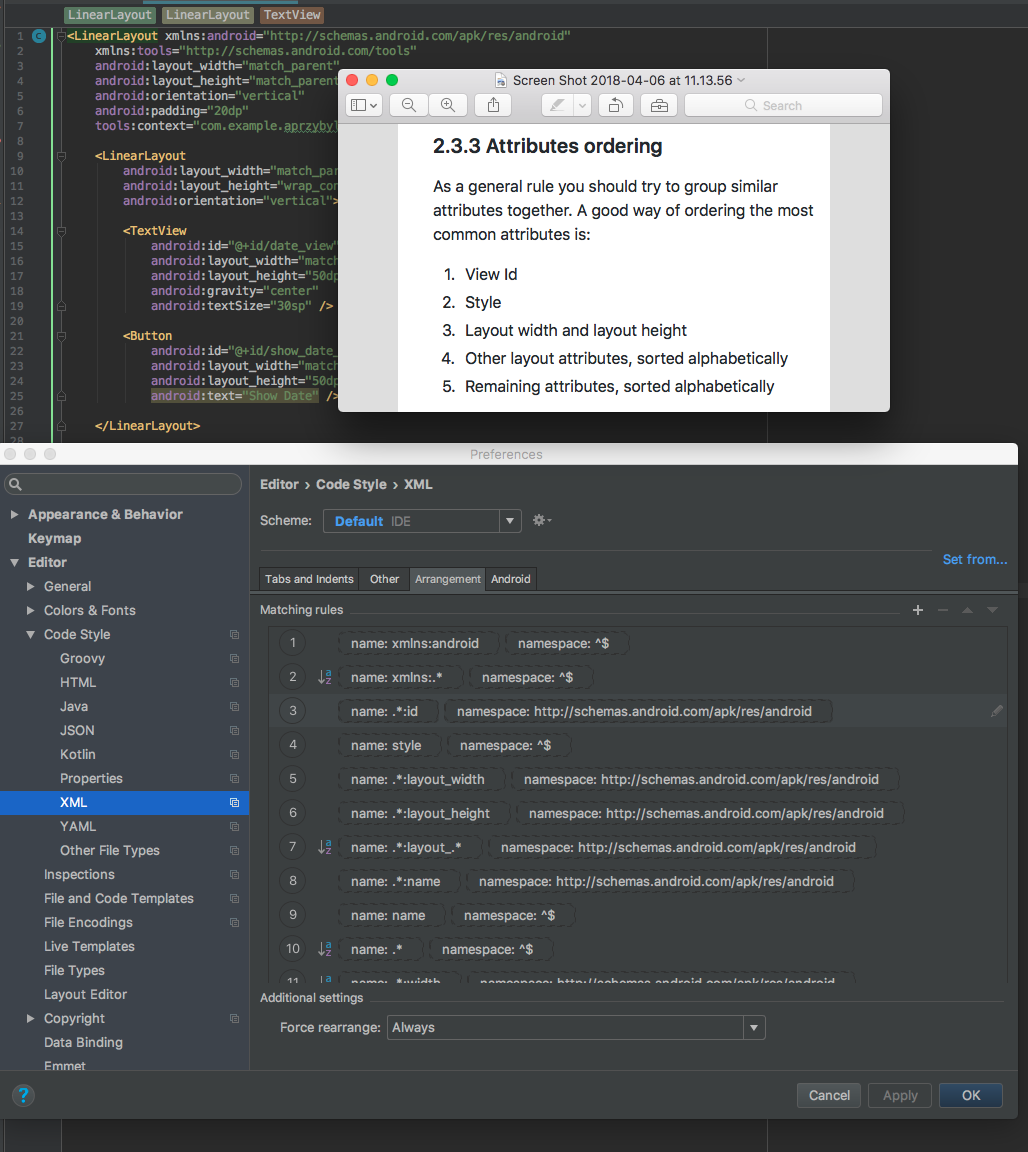 LinearLayout LinearLayout TextView
1 <LinearLayout xmlns:android="http://schemas.android.com/apk/res/android"
2 xmlns:tools="http://schemas.android.com/tools"
3 android:layout_width="match_parent"
4 android:layout_height="match_parent
5 android:orientation="vertical"
6 android:padding="20dp"
7 tools:context="com.example.aprzybyl
8
9 <LinearLayout
10 android:layout_width="match_par
11 android:layout_height="wrap_con
12 android:orientation="vertical">
13
14 <TextView
15 android:id="@+id/date_view"
16 android:layout_width="match
17 android:layout_height="50dp
18 android:gravity="center"
19 android:textSize="30sp" />
20
21 <Button
22 android:id="@+id/show_date_
23 android:layout_width="match
24 android:layout_height="50dp
25 android:text="Show Date" />
26
27 </LinearLayout>
28
Screen Shot 2018-04-06 at 11.13.56
Search
2.3.3 Attributes ordering
As a general rule you should try to group similar
attributes together. A good way of ordering the most
common attributes is:
1. View Id
2. Style
3. Layout width and layout height
4. Other layout attributes, sorted alphabetically
5. Remaining attributes, sorted alphabetically
Preferences
Appearance & Behavior
Keymap
Editor
General
Colors & Fonts
Code Style
Groovy
HTML
Java
JSON
Kotlin
Properties
XML
YAML
Other File Types
Inspections
File and Code Templates
File Encodings
Live Templates
File Types
Layout Editor
Copyright
Data Binding
Emmet
Editor › Code Style › XML
Scheme: Default IDE
Set from...
Tabs and Indents Other Arrangement Android
Matching rules
1 name: xmlns:android namespace: ^$
2 name: xmlns:.* namespace: ^$
3 name: .*:id namespace: http://schemas.android.com/apk/res/android
4 name: style namespace: ^$
5 name: .*:layout_width namespace: http://schemas.android.com/apk/res/android
6 name: .*:layout_height namespace: http://schemas.android.com/apk/res/android
7 name: .*:layout_.* namespace: http://schemas.android.com/apk/res/android
8 name: .*:name namespace: http://schemas.android.com/apk/res/android
9 name: name namespace: ^$
10 name: .* namespace: ^$
11 name: .*:width namespace: http://schemas.android.com/apk/res/android
Additional settings
Force rearrange: Always
? Cancel Apply OK